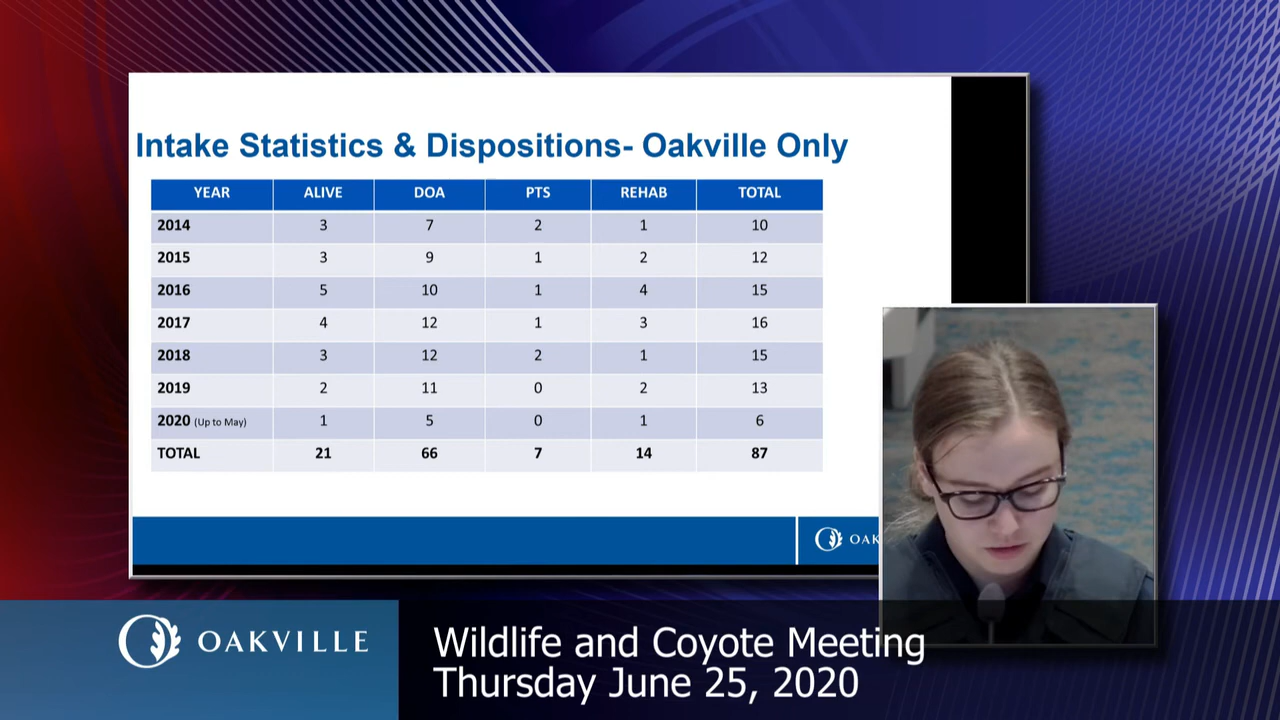 Intake Statistics & Dispositions- Oakville Only
YEAR ALIVE DOA PTS REHAB TOTAL
2014 3 7 2 1 10
2015 3 9 1 2 12
2016 5 10 1 4 15
2017 4 12 1 3 16
2018 3 12 2 1 15
2019 2 11 0 2 13
2020 (Up to May) 1 5 0 1 6
TOTAL 21 66 7 14 87
OAK
OAKVILLE
Wildlife and Coyote Meeting
Thursday June 25, 2020